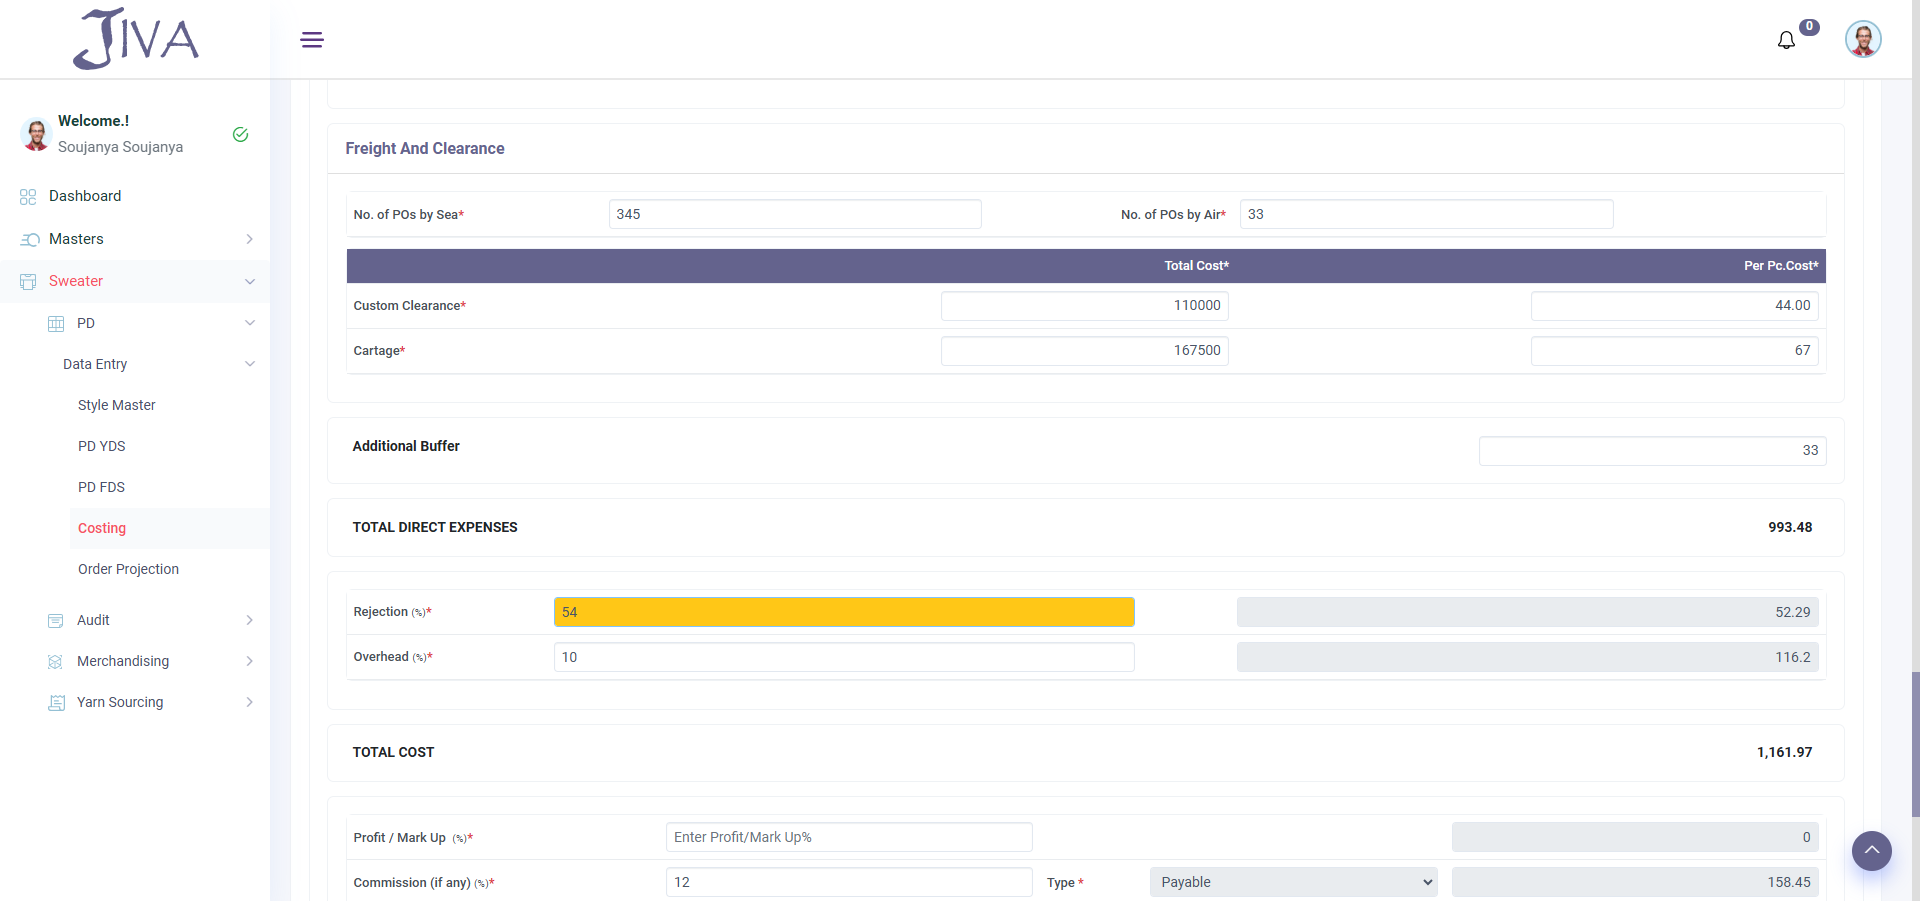 JIVA
0
Welcome.!
Soujanya Soujanya
Dashboard
Masters
Sweater
PD
Data Entry
Style Master
PD YDS
PD FDS
Costing
Order Projection
Audit
Merchandising
Yarn Sourcing
Freight And Clearance
No. of POs by Sea* 345 No. of POs by Air* 33
Total Cost* Per Pc.Cost*
Custom Clearance* 110000 44.00
Cartage* 167500 67
Additional Buffer 33
TOTAL DIRECT EXPENSES 993.48
Rejection (%)* 54 52.29
Overhead (%)* 10 116.2
TOTAL COST 1,161.97
Profit / Mark Up (%)* Enter Profit/Mark Up% 0
Commission (if any) (%)* 12 Type * Payable 158.45